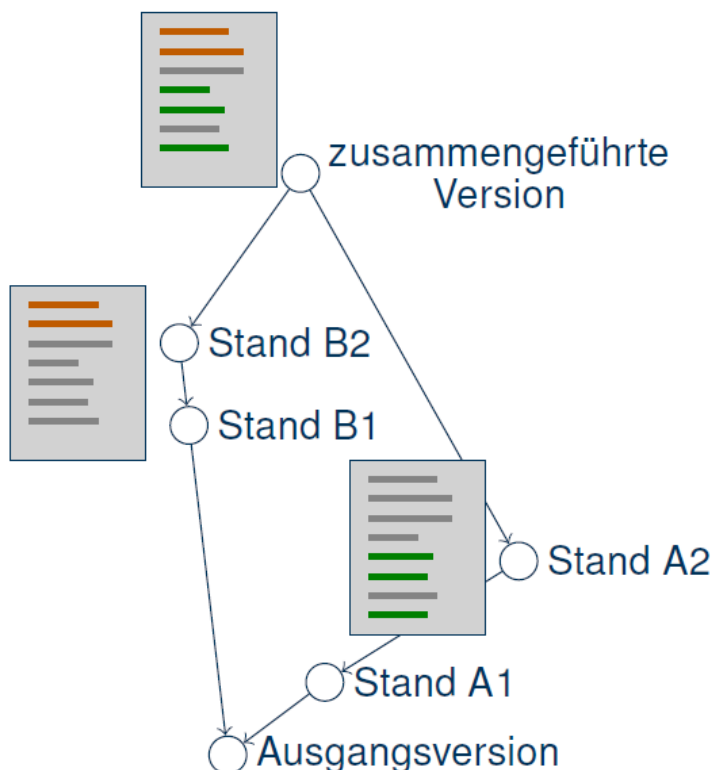 zusammengeführte
Version
Stand B2
Stand B1
Stand A2
Stand A1
Ausgangsversion